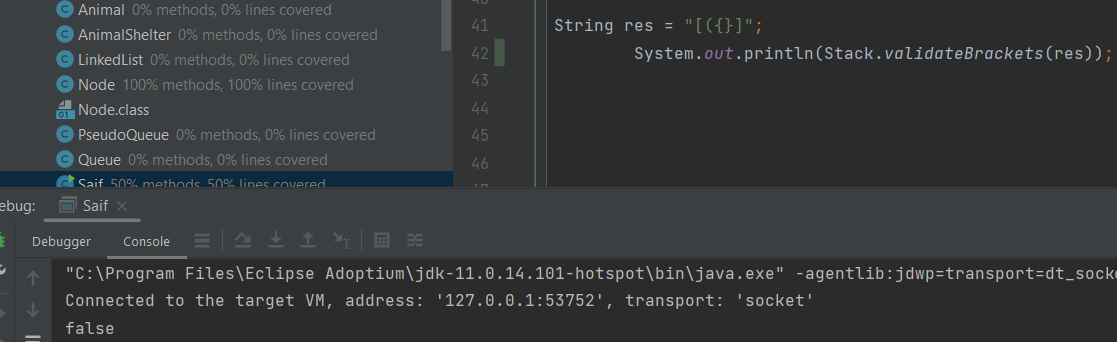 Animal 0% methods, 0% lines covered
AnimalShelter 0% methods, 0% lines covered
LinkedList 0% methods, 0% lines covered
Node 100% methods, 100% lines covered
Node.class
PseudoQueue 0% methods, 0% lines covered
Queue 0% methods, 0% lines covered
Saif 50% methods, 50% lines covered
41 String res = "[({}]";
42 System.out.println(Stack.validateBrackets(res));
43
44
45
46
ebug: Saif
Debugger Console
"C:\Program Files\Eclipse Adoptium\jdk-11.0.14.101-hotspot\bin\java.exe" -agentlib:jdwp=transport=dt_socke
Connected to the target VM, address: '127.0.0.1:53752', transport: 'socket'
false